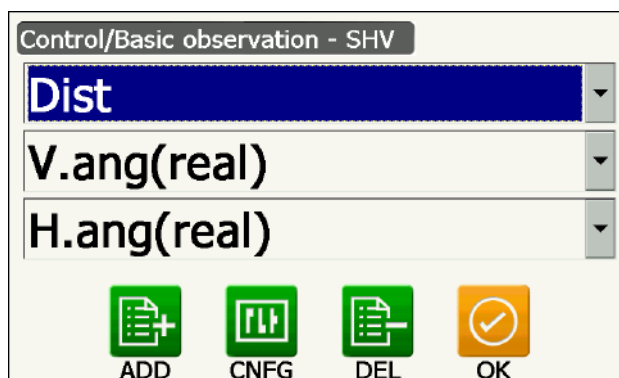 Control/Basic observation - SHV
Dist
V.ang(real)
H.ang(real)
ADD CNFG DEL OK